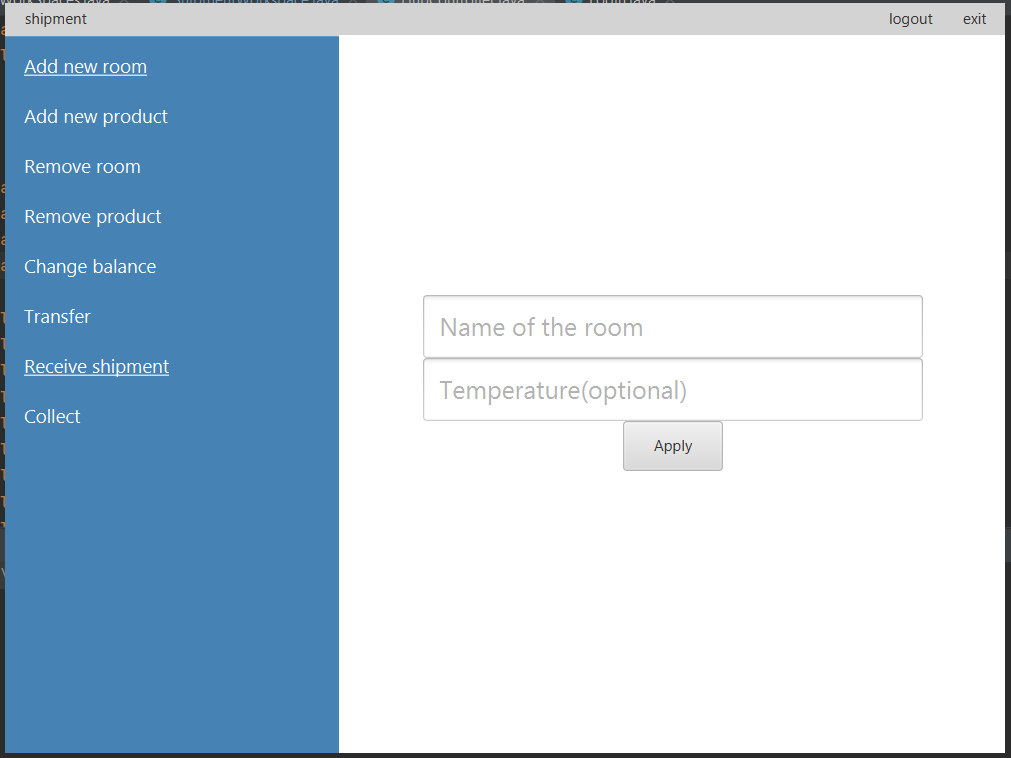 shipment logout exit
Add new room
Add new product
Remove room
Remove product
Change balance
Transfer
Receive shipment
Collect
Name of the room
Temperature(optional)
Apply